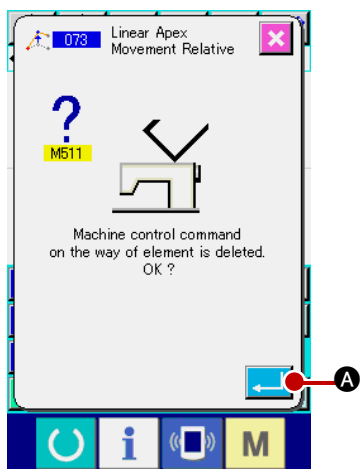 073
Linear Apex
Movement Relative
?
M511
Machine control command
on the way of element is deleted.
OK ?
A
i
M